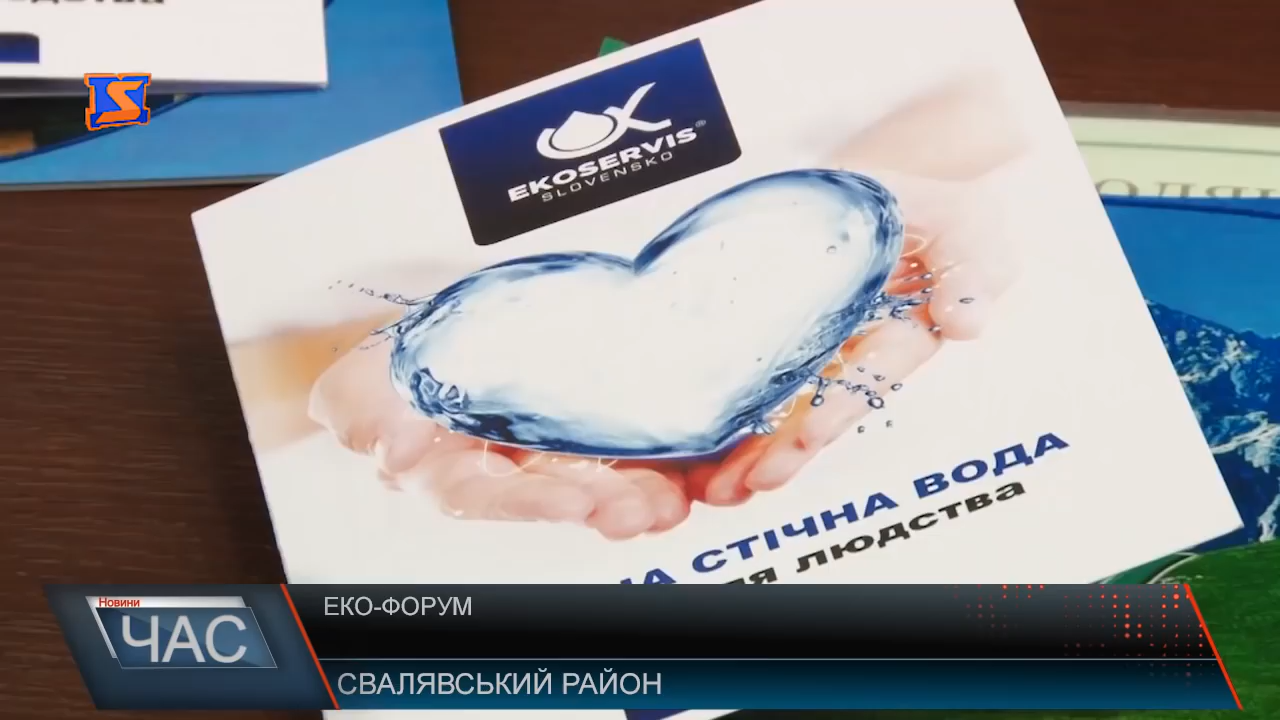 EKOSERVIS®
SLOVENSKO
СТІЧНА ВОДА
людства
ЕКО-ФОРУМ
Новини
ЧАС
СВАЛЯВСЬКИЙ РАЙОН